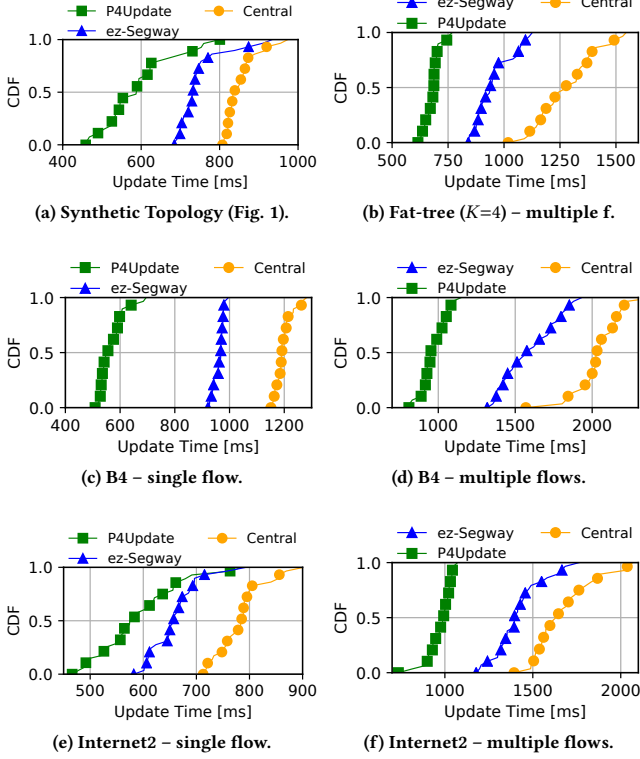 P4Update Central
ez-Segway
CDF
1.0
0.5
0.0
400 600 800 1000
Update Time [ms]
(a) Synthetic Topology (Fig. 1).
ez-Segway Central
P4Update
CDF
1.0
0.5
0.0
500 750 1000 1250 1500
Update Time [ms]
(b) Fat-tree (K=4) – multiple f.
P4Update Central
ez-Segway
CDF
1.0
0.5
0.0
400 600 800 1000 1200
Update Time [ms]
(c) B4 – single flow.
ez-Segway Central
P4Update
CDF
1.0
0.5
0.0
1000 1500 2000
Update Time [ms]
(d) B4 – multiple flows.
P4Update Central
ez-Segway
CDF
1.0
0.5
0.0
500 600 700 800 900
Update Time [ms]
(e) Internet2 – single flow.
ez-Segway Central
P4Update
CDF
1.0
0.5
0.0
1000 1500 2000
Update Time [ms]
(f) Internet2 – multiple flows.